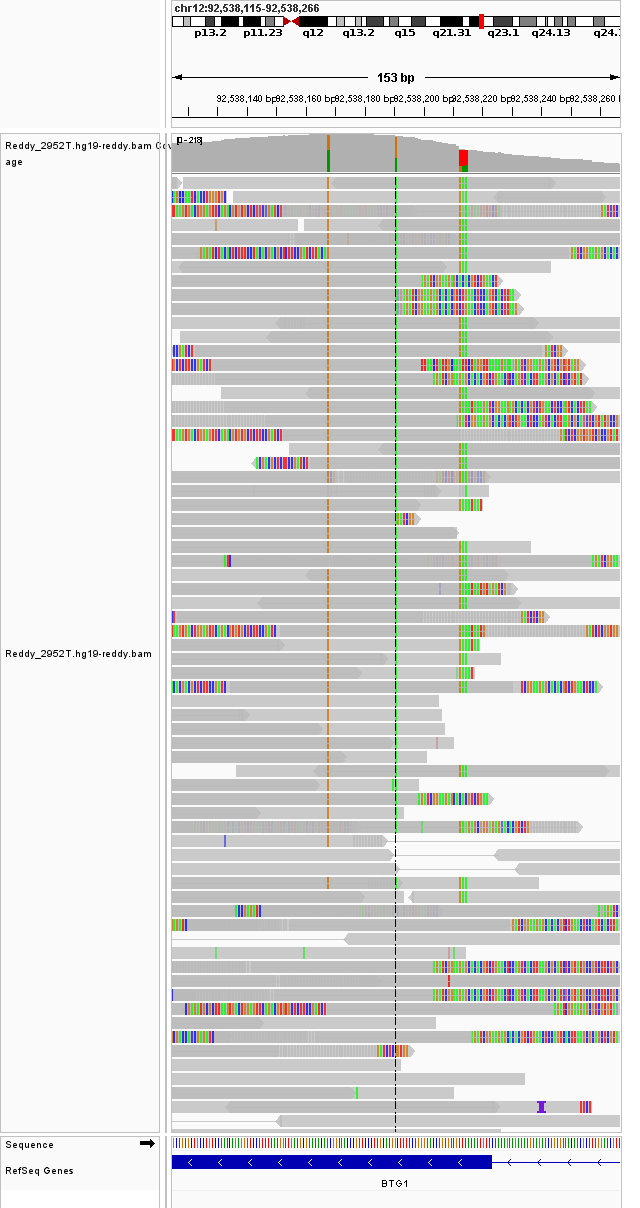 chr12:92,538,115-92,538,266
p13.2 p11.23 q12 q13.2 q15 q21.31 q23.1 q24.13 q24.
153 bp
92,538,140 bp 92,538,160 bp 92,538,180 bp 92,538,200 bp 92,538,220 bp 92,538,240 bp 92,538,260 b
Reddy_2952T.hg19-reddy.bam Cov
age
Reddy_2952T.hg19-reddy.bam
Sequence
RefSeq Genes
BTG1